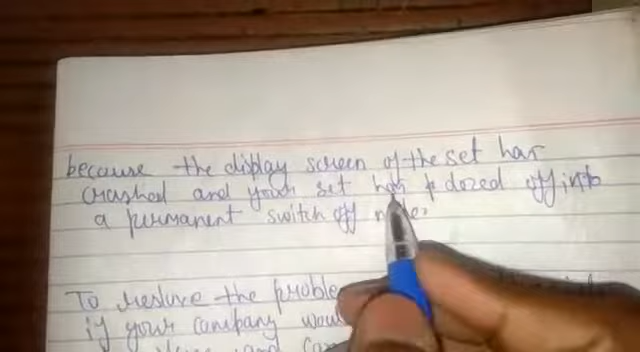 because the display screen of the set has
crashed and your set has dozed off into
a permanent switch off
To resolve the proble
if your company wou